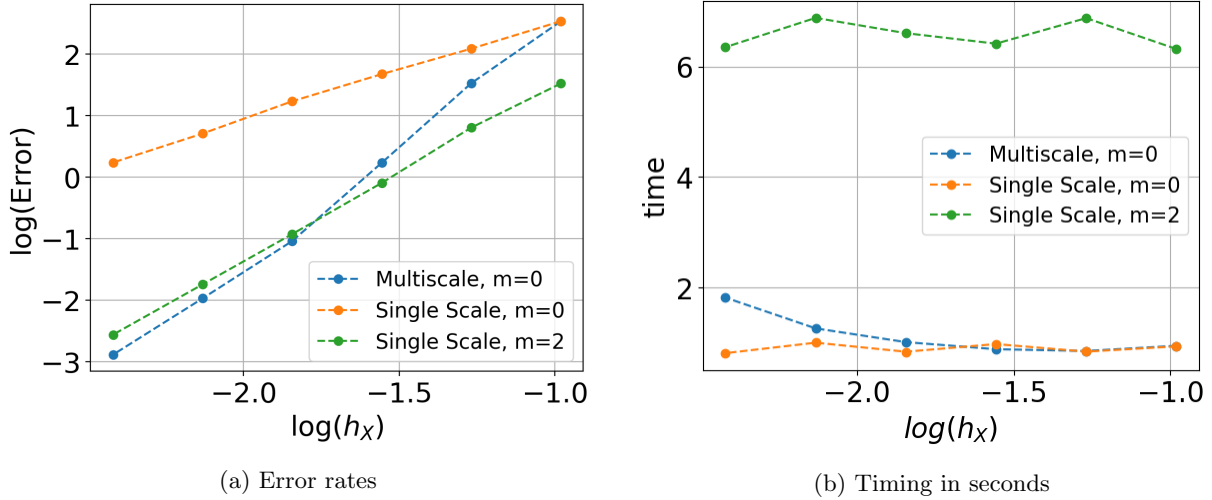 2
1
0
−1
−2
−3
log(Error)
Multiscale, m=0
Single Scale, m=0
Single Scale, m=2
−2.0 −1.5 −1.0
log(h_X)
(a) Error rates
6
4
2
time
Multiscale, m=0
Single Scale, m=0
Single Scale, m=2
−2.0 −1.5 −1.0
log(h_X)
(b) Timing in seconds